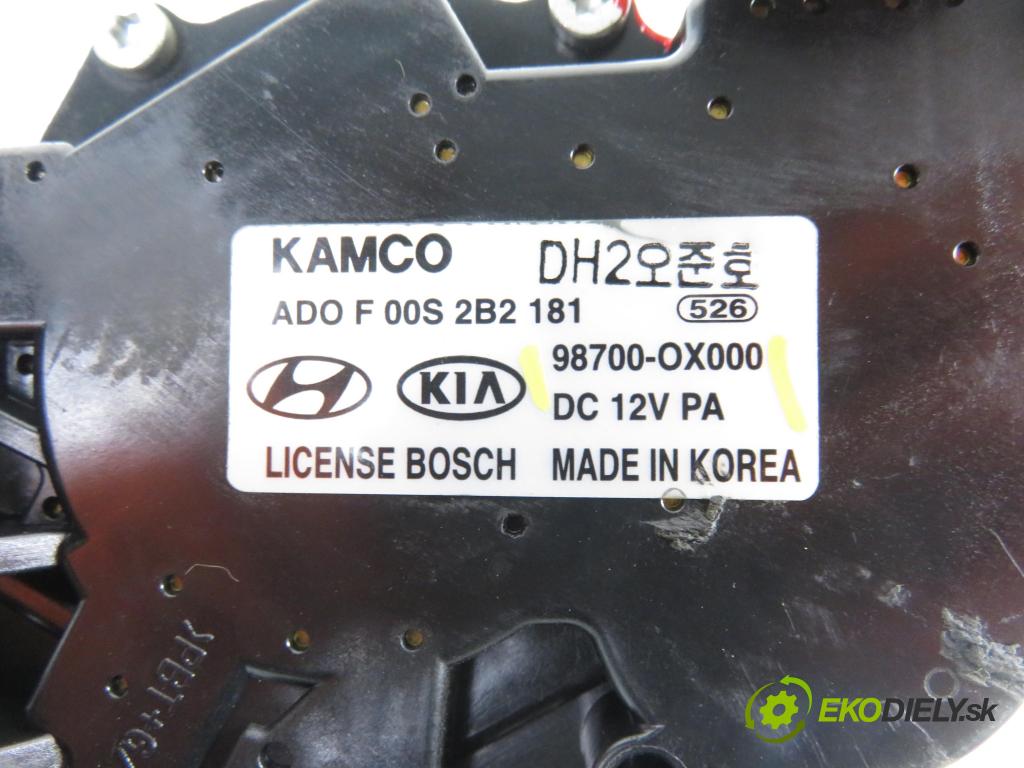 KAMCO DH2오준호
ADO F 00S 2B2 181 526
98700-OX000
KIA
DC 12V PA
LICENSE BOSCH MADE IN KOREA
EKODIELY.sk